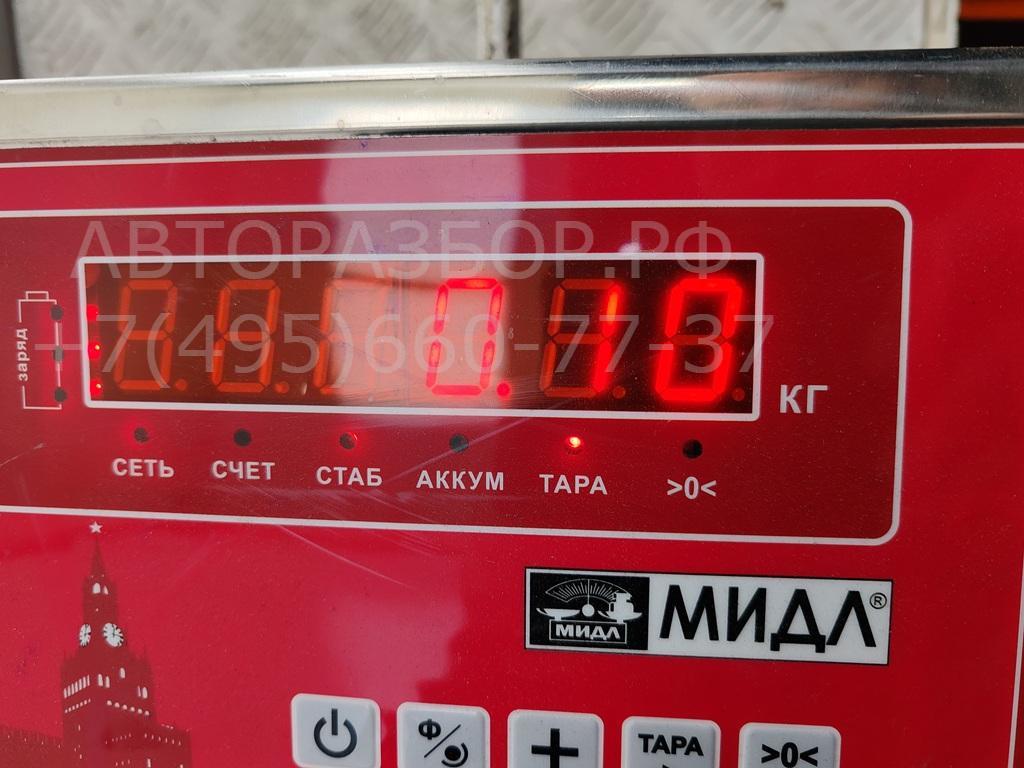 АВТОРАЗБОР.РФ
+7(495)660-77-37
заряд
0.10
КГ
СЕТЬ СЧЕТ СТАБ АККУМ ТАРА >0<
МИДЛ МИДЛ®
Ф/ + ТАРА >0<